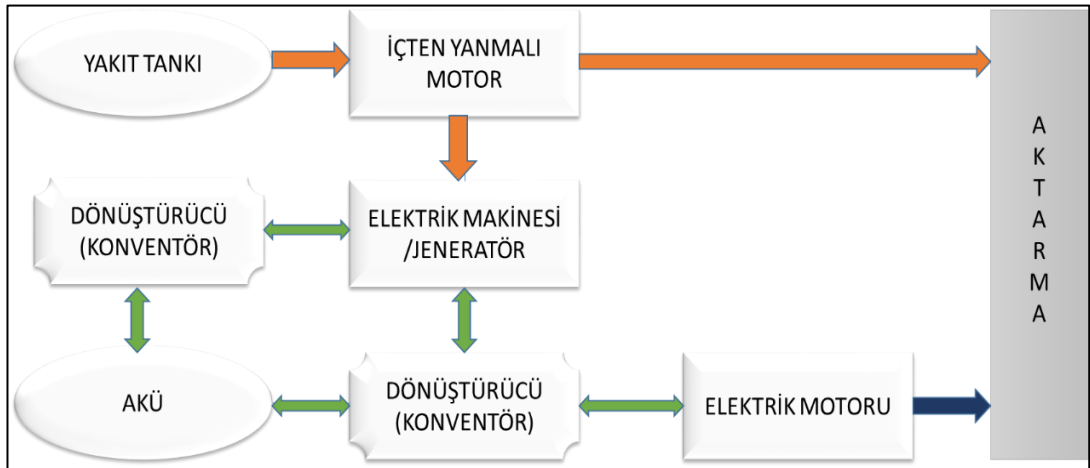 YAKIT TANKI
İÇTEN YANMALI
MOTOR
DÖNÜŞTÜRÜCÜ
(KONVENTÖR)
ELEKTRİK MAKİNESİ
/JENERATÖR
AKÜ
DÖNÜŞTÜRÜCÜ
(KONVENTÖR)
ELEKTRİK MOTORU
A
K
T
A
R
M
A